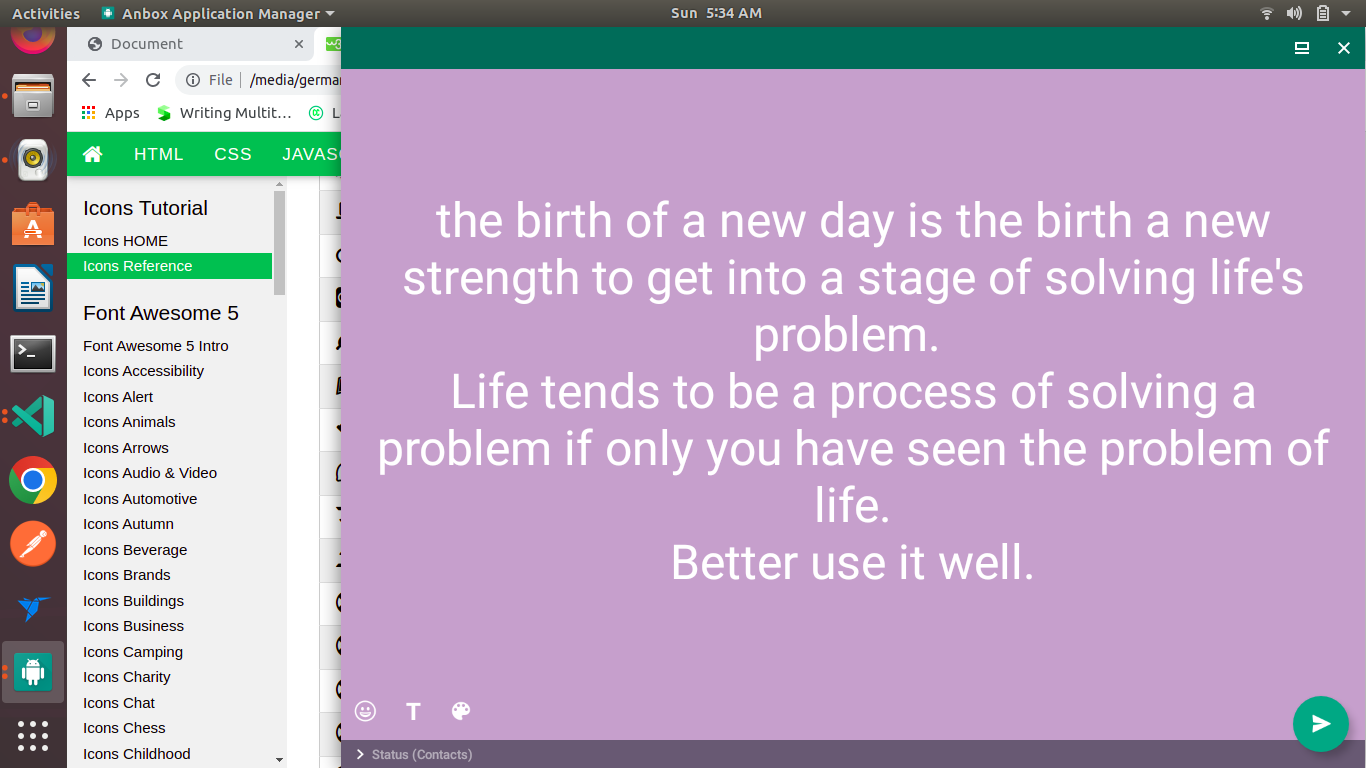 Activities
Anbox Application Manager
Sun 5:34 AM
Document
File
/media/germa
Apps
Writing Multit…
HTML
CSS
Icons Tutorial
Icons HOME
Icons Reference
Font Awesome 5
Font Awesome 5 Intro
Icons Accessibility
Icons Alert
Icons Animals
Icons Arrows
Icons Audio & Video
Icons Automotive
Icons Autumn
Icons Beverage
Icons Brands
Icons Buildings
Icons Business
Icons Camping
Icons Charity
Icons Chat
Icons Chess
Icons Childhood
the birth of a new day is the birth a new
strength to get into a stage of solving life's
problem.
Life tends to be a process of solving a
problem if only you have seen the problem of
life.
Better use it well.
T
Status (Contacts)